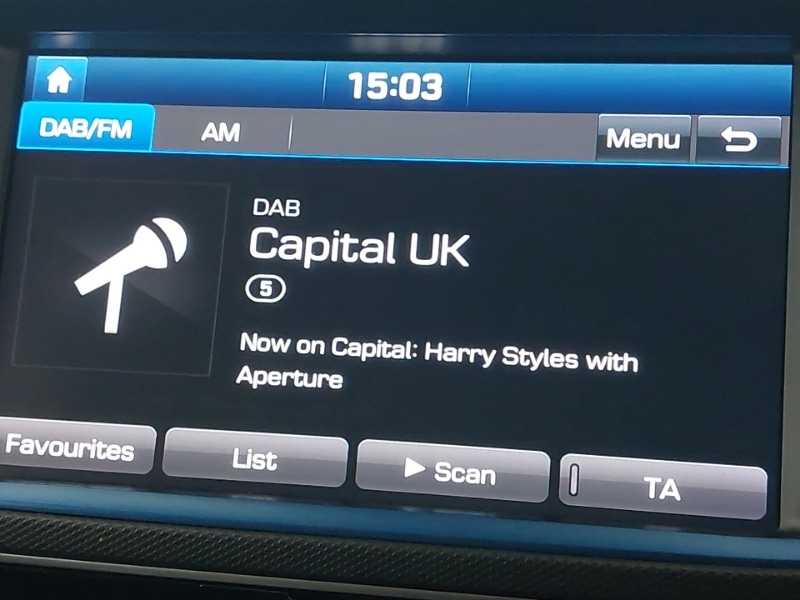 15:03
DAB/FM
AM
Menu
DAB
Capital UK
5
Now on Capital: Harry Styles with
Aperture
Favourites
List
Scan
TA